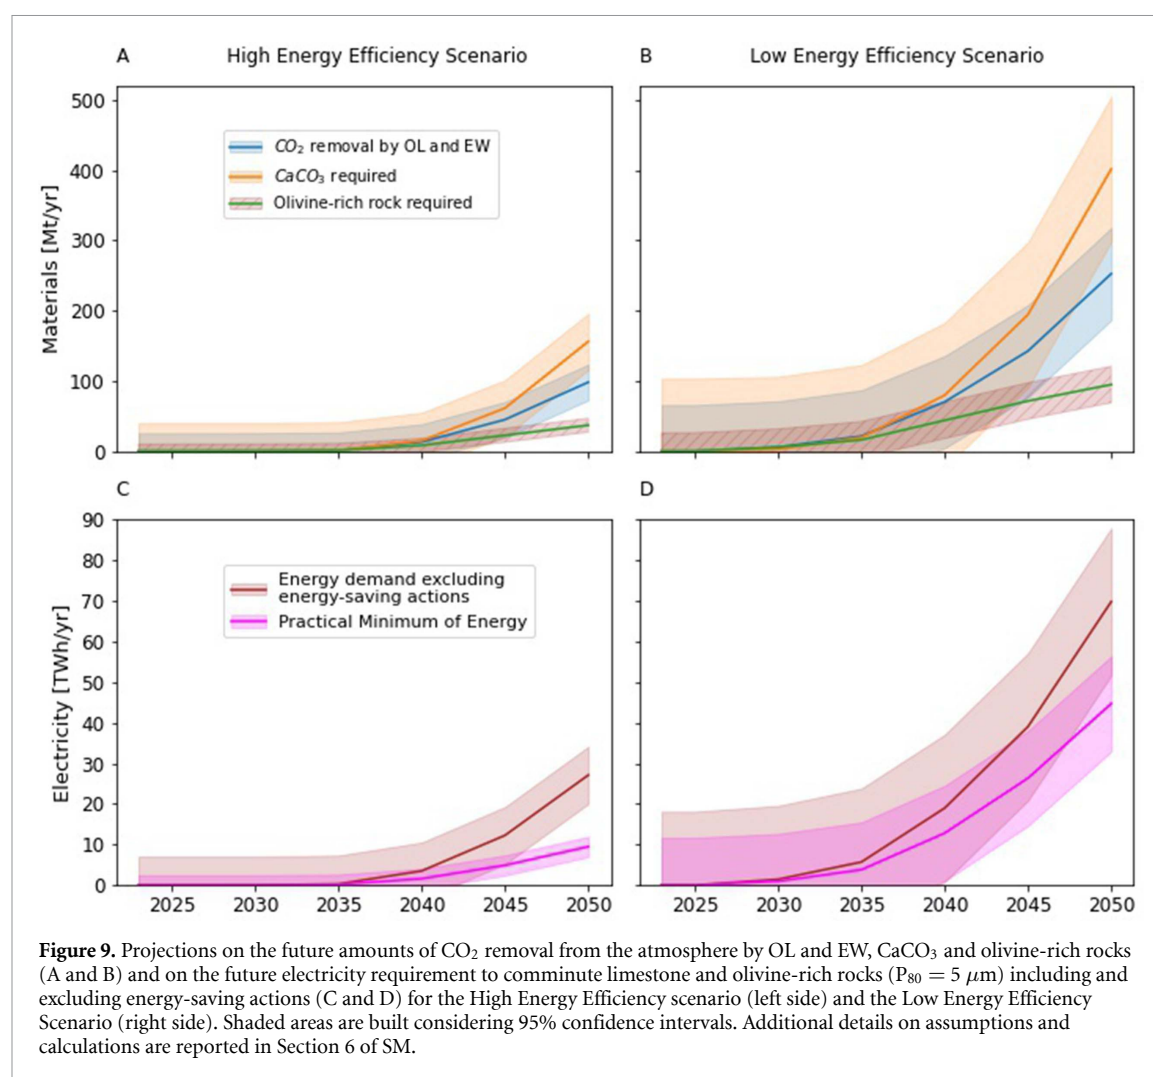 A
High Energy Efficiency Scenario
B
Low Energy Efficiency Scenario
500
400
300
200
100
0
Materials [Mt/yr]
CO₂ removal by OL and EW
CaCO₃ required
Olivine-rich rock required
C
D
90
80
70
60
50
40
30
20
10
0
Electricity [TWh/yr]
Energy demand excluding
energy-saving actions
Practical Minimum of Energy
2025 2030 2035 2040 2045 2050
2025 2030 2035 2040 2045 2050
Figure 9. Projections on the future amounts of CO₂ removal from the atmosphere by OL and EW, CaCO₃ and olivine-rich rocks
(A and B) and on the future electricity requirement to comminute limestone and olivine-rich rocks (P₈₀ = 5 μm) including and
excluding energy-saving actions (C and D) for the High Energy Efficiency scenario (left side) and the Low Energy Efficiency
Scenario (right side). Shaded areas are built considering 95% confidence intervals. Additional details on assumptions and
calculations are reported in Section 6 of SM.